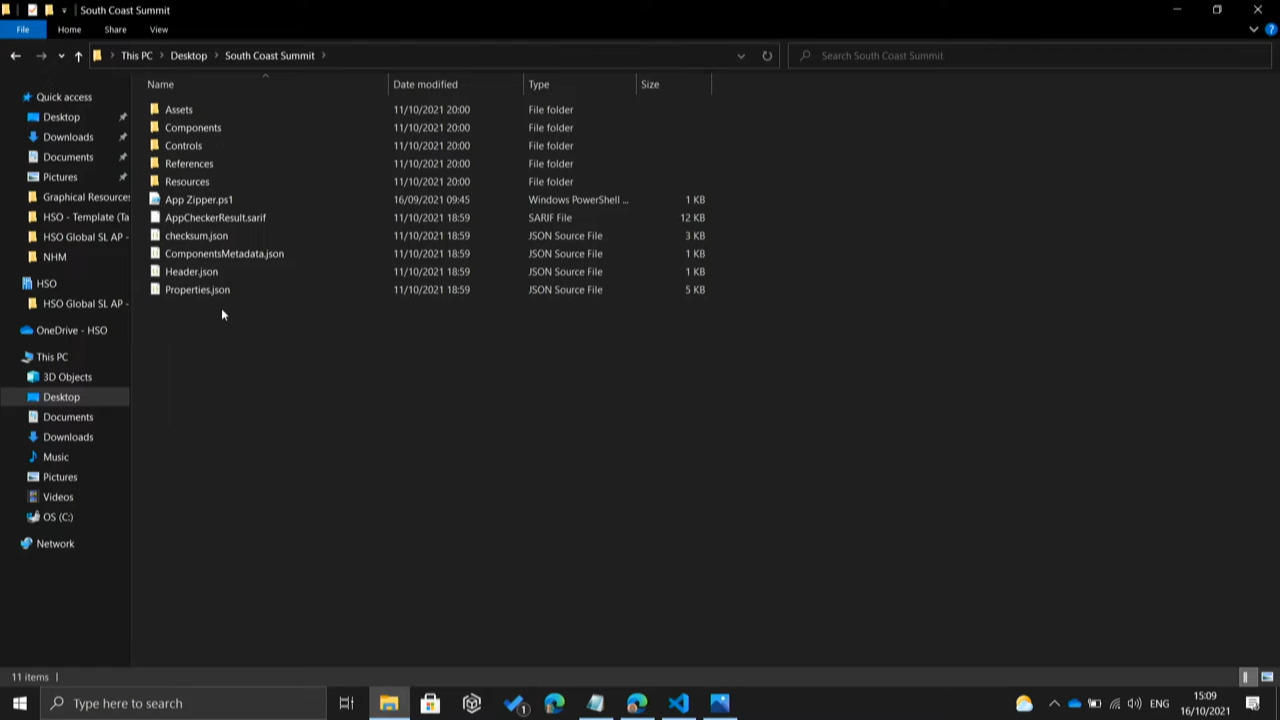 South Coast Summit
File Home Share View
This PC Desktop South Coast Summit Search South Coast Summit
Name Date modified Type Size
Quick access
Desktop
Downloads
Documents
Pictures
Graphical Resources
HSO - Template (Ta
HSO Global SL AP -
NHM
HSO
HSO Global SL AP -
OneDrive - HSO
This PC
3D Objects
Desktop
Documents
Downloads
Music
Pictures
Videos
OS (C:)
Network
Assets 11/10/2021 20:00 File folder
Components 11/10/2021 20:00 File folder
Controls 11/10/2021 20:00 File folder
References 11/10/2021 20:00 File folder
Resources 11/10/2021 20:00 File folder
App Zipper.ps1 16/09/2021 09:45 Windows PowerShell ... 1 KB
AppCheckerResult.sarif 11/10/2021 18:59 SARIF File 12 KB
checksum.json 11/10/2021 18:59 JSON Source File 3 KB
ComponentsMetadata.json 11/10/2021 18:59 JSON Source File 1 KB
Header.json 11/10/2021 18:59 JSON Source File 1 KB
Properties.json 11/10/2021 18:59 JSON Source File 5 KB
11 items
Type here to search
1
ENG
15:09
16/10/2021